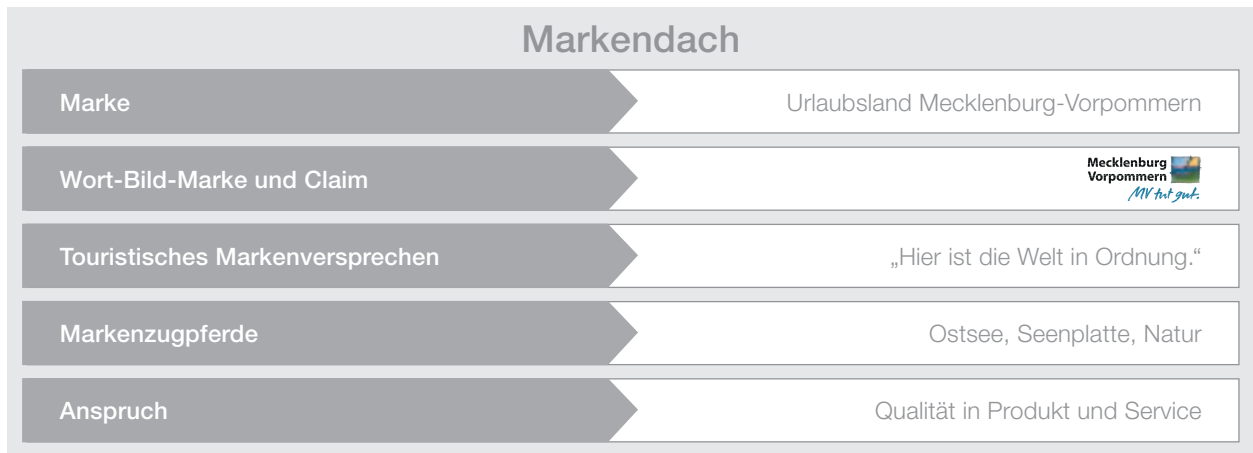 Markendach
Marke
Urlaubsland Mecklenburg-Vorpommern
Wort-Bild-Marke und Claim
Mecklenburg
Vorpommern
MV tut gut.
Touristisches Markenversprechen
„Hier ist die Welt in Ordnung.“
Markenzugpferde
Ostsee, Seenplatte, Natur
Anspruch
Qualität in Produkt und Service